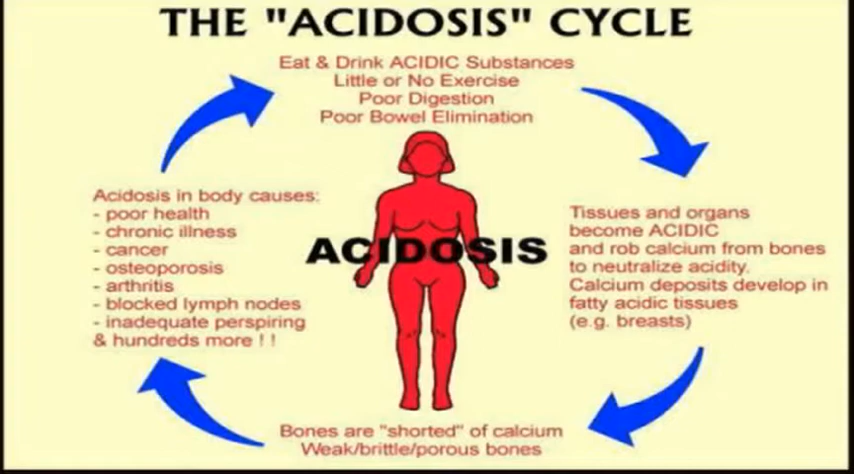 THE "ACIDOSIS" CYCLE
Eat & Drink ACIDIC Substances
Little or No Exercise
Poor Digestion
Poor Bowel Elimination
Tissues and organs
become ACIDIC
and rob calcium from bones
to neutralize acidity.
Calcium deposits develop in
fatty acidic tissues
(e.g. breasts)
Bones are "shorted" of calcium
Weak/brittle/porous bones
Acidosis in body causes:
- poor health
- chronic illness
- cancer
- osteoporosis
- arthritis
- blocked lymph nodes
- inadequate perspiring
& hundreds more ! !
ACIDOSIS